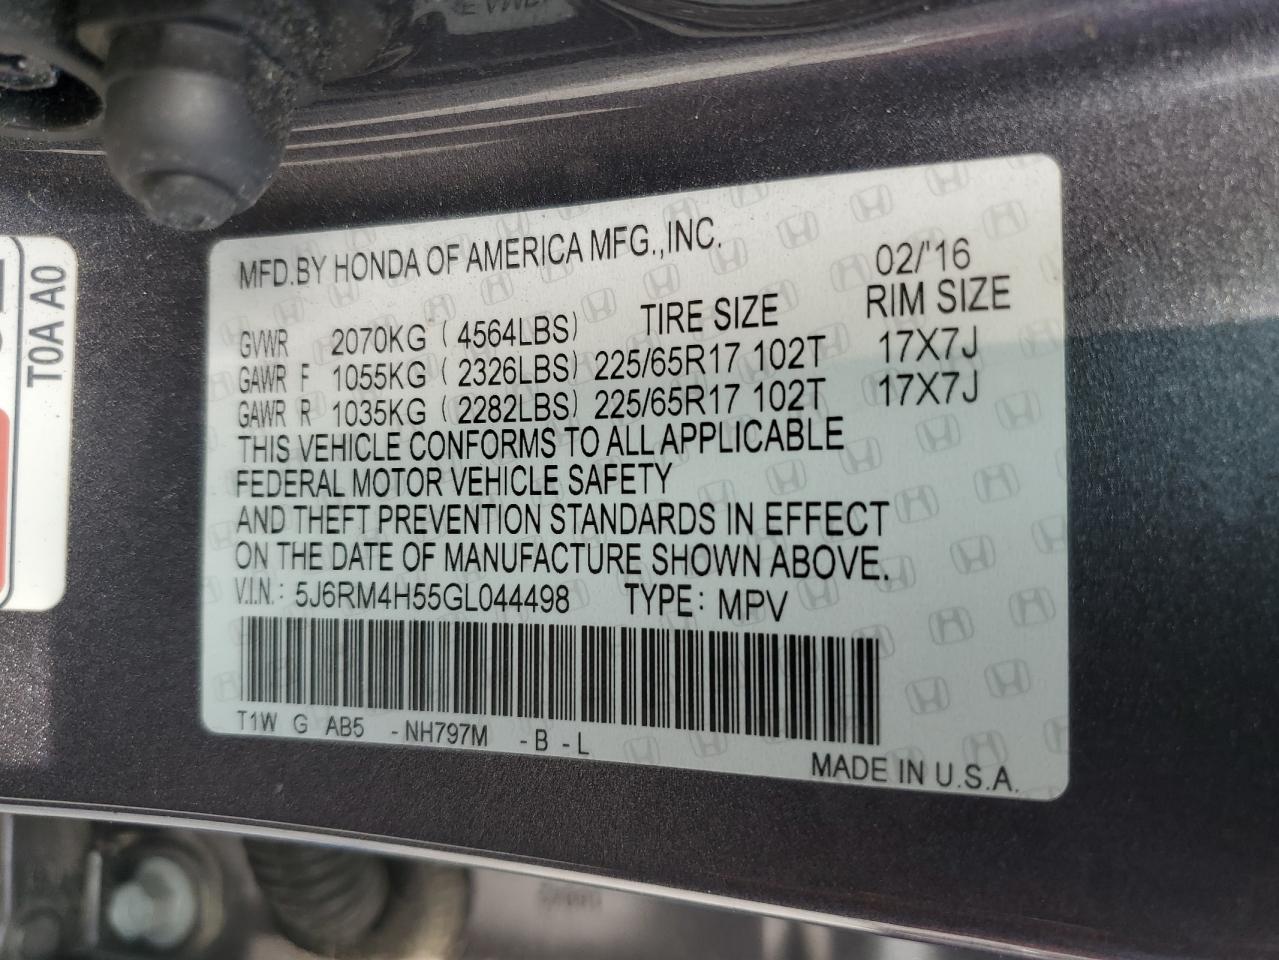 MFD.BY HONDA OF AMERICA MFG.,INC. 02/'16
TIRE SIZE RIM SIZE
GVWR 2070KG (4564LBS)
GAWR F 1055KG (2326LBS) 225/65R17 102T 17X7J
GAWR R 1035KG (2282LBS) 225/65R17 102T 17X7J
THIS VEHICLE CONFORMS TO ALL APPLICABLE
FEDERAL MOTOR VEHICLE SAFETY
AND THEFT PREVENTION STANDARDS IN EFFECT
ON THE DATE OF MANUFACTURE SHOWN ABOVE.
V.I.N.: 5J6RM4H55GL044498 TYPE: MPV
T1W G AB5 -NH797M -B -L
MADE IN U.S.A.
T0A A0